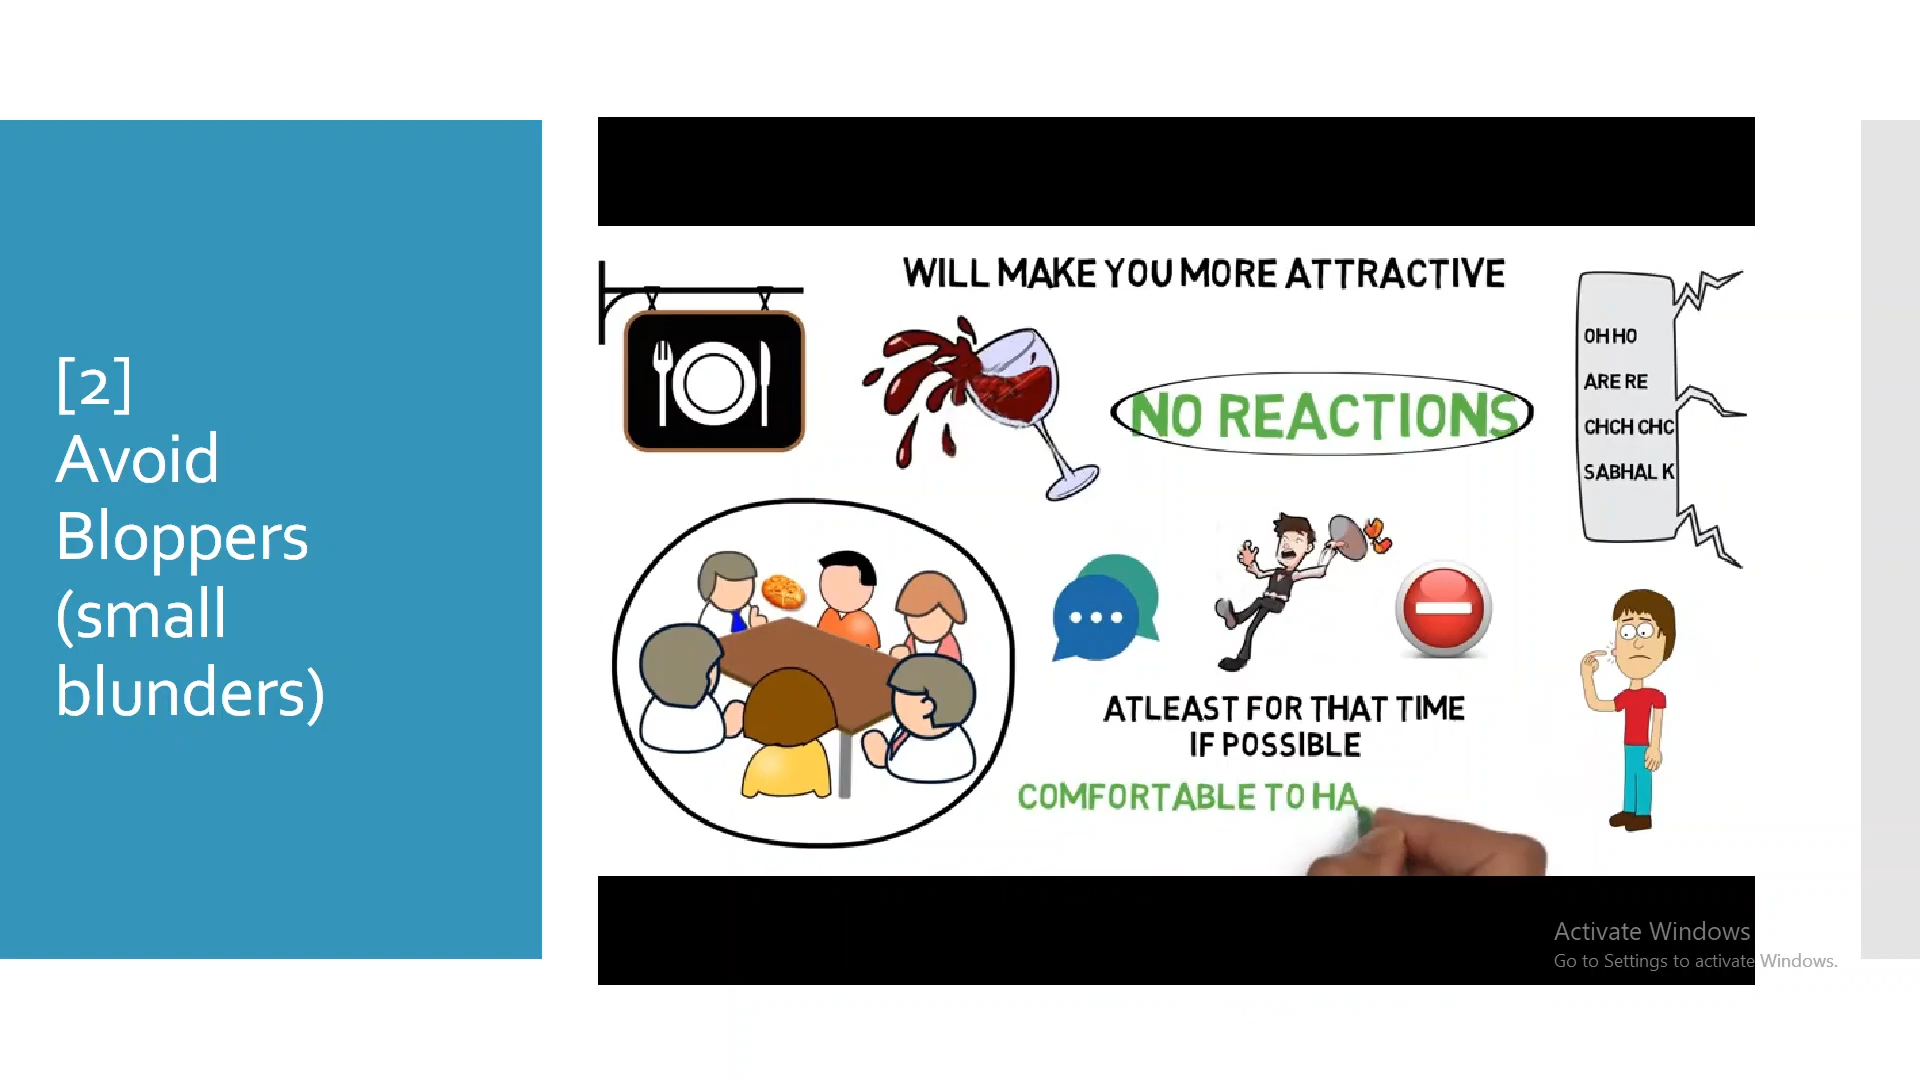 [2]
Avoid
Bloppers
(small
blunders)
WILL MAKE YOU MORE ATTRACTIVE
NO REACTIONS
OH HO
ARE RE
CHCH CHC
SABHAL K
ATLEAST FOR THAT TIME
IF POSSIBLE
COMFORTABLE TO HA
Activate Windows
Go to Settings to activate Windows.